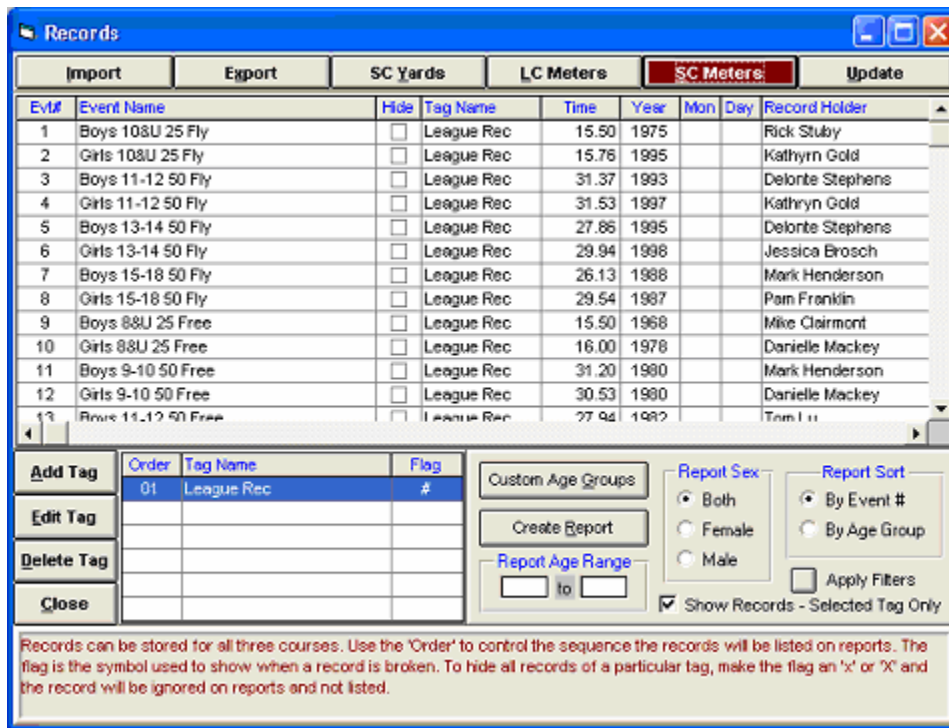 Records
Import Export SC Yards LC Meters SC Meters Update
Evt# Event Name Hide Tag Name Time Year Mon Day Record Holder
1 Boys 10&U 25 Fly League Rec 15.50 1975 Rick Stuby
2 Girls 10&U 25 Fly League Rec 15.76 1995 Kathyrn Gold
3 Boys 11-12 50 Fly League Rec 31.37 1993 Delonte Stephens
4 Girls 11-12 50 Fly League Rec 31.53 1997 Kathryn Gold
5 Boys 13-14 50 Fly League Rec 27.86 1995 Delonte Stephens
6 Girls 13-14 50 Fly League Rec 29.94 1998 Jessica Brosch
7 Boys 15-18 50 Fly League Rec 26.13 1988 Mark Henderson
8 Girls 15-18 50 Fly League Rec 29.54 1987 Pam Franklin
9 Boys 8&U 25 Free League Rec 15.50 1968 Mike Clairmont
10 Girls 8&U 25 Free League Rec 16.00 1978 Danielle Mackey
11 Boys 9-10 50 Free League Rec 31.20 1980 Mark Henderson
12 Girls 9-10 50 Free League Rec 30.53 1980 Danielle Mackey
13 Boys 11-12 50 Free League Rec 27.94 1982 Tom Lu
Add Tag
Edit Tag
Delete Tag
Close
Order Tag Name Flag
01 League Rec #
Custom Age Groups
Create Report
Report Age Range
to
Report Sex
Both
Female
Male
Report Sort
By Event #
By Age Group
Apply Filters
Show Records - Selected Tag Only
Records can be stored for all three courses. Use the 'Order' to control the sequence the records will be listed on reports. The
flag is the symbol used to show when a record is broken. To hide all records of a particular tag, make the flag an 'x' or 'X' and
the record will be ignored on reports and not listed.